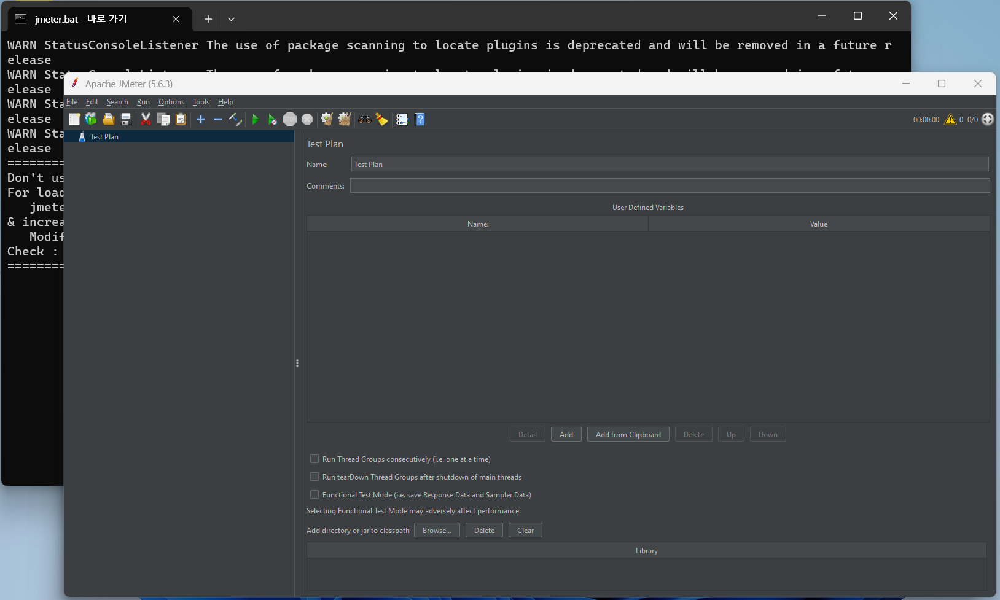 jmeter.bat - 바로 가기
WARN StatusConsoleListener The use of package scanning to locate plugins is deprecated and will be removed in a future r
elease
WARN
elease
WARN
elease
WARN
elease
========
Don't us
For load
jmete
& increa
Modif
Check :
========
Apache JMeter (5.6.3)
File Edit Search Run Options Tools Help
00:00:00 0 0/0
Test Plan
Test Plan
Name: Test Plan
Comments:
User Defined Variables
Name: Value
Detail Add Add from Clipboard Delete Up Down
Run Thread Groups consecutively (i.e. one at a time)
Run tearDown Thread Groups after shutdown of main threads
Functional Test Mode (i.e. save Response Data and Sampler Data)
Selecting Functional Test Mode may adversely affect performance.
Add directory or jar to classpath Browse... Delete Clear
Library